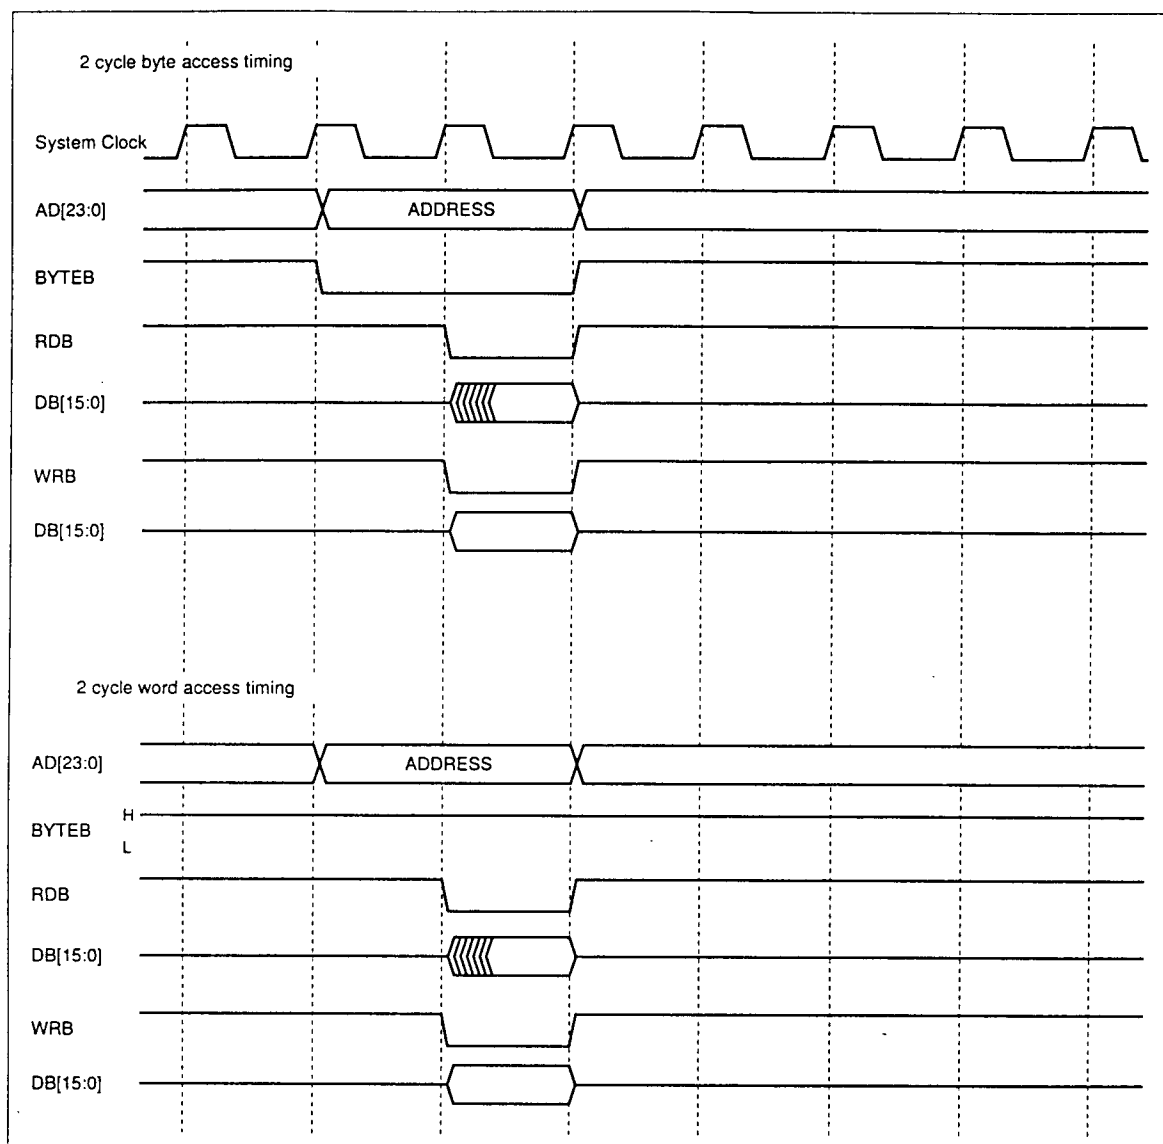 2 cycle byte access timing
System Clock
AD[23:0]
ADDRESS
BYTEB
RDB
DB[15:0]
WRB
DB[15:0]
2 cycle word access timing
AD[23:0]
ADDRESS
BYTEB
H
L
RDB
DB[15:0]
WRB
DB[15:0]